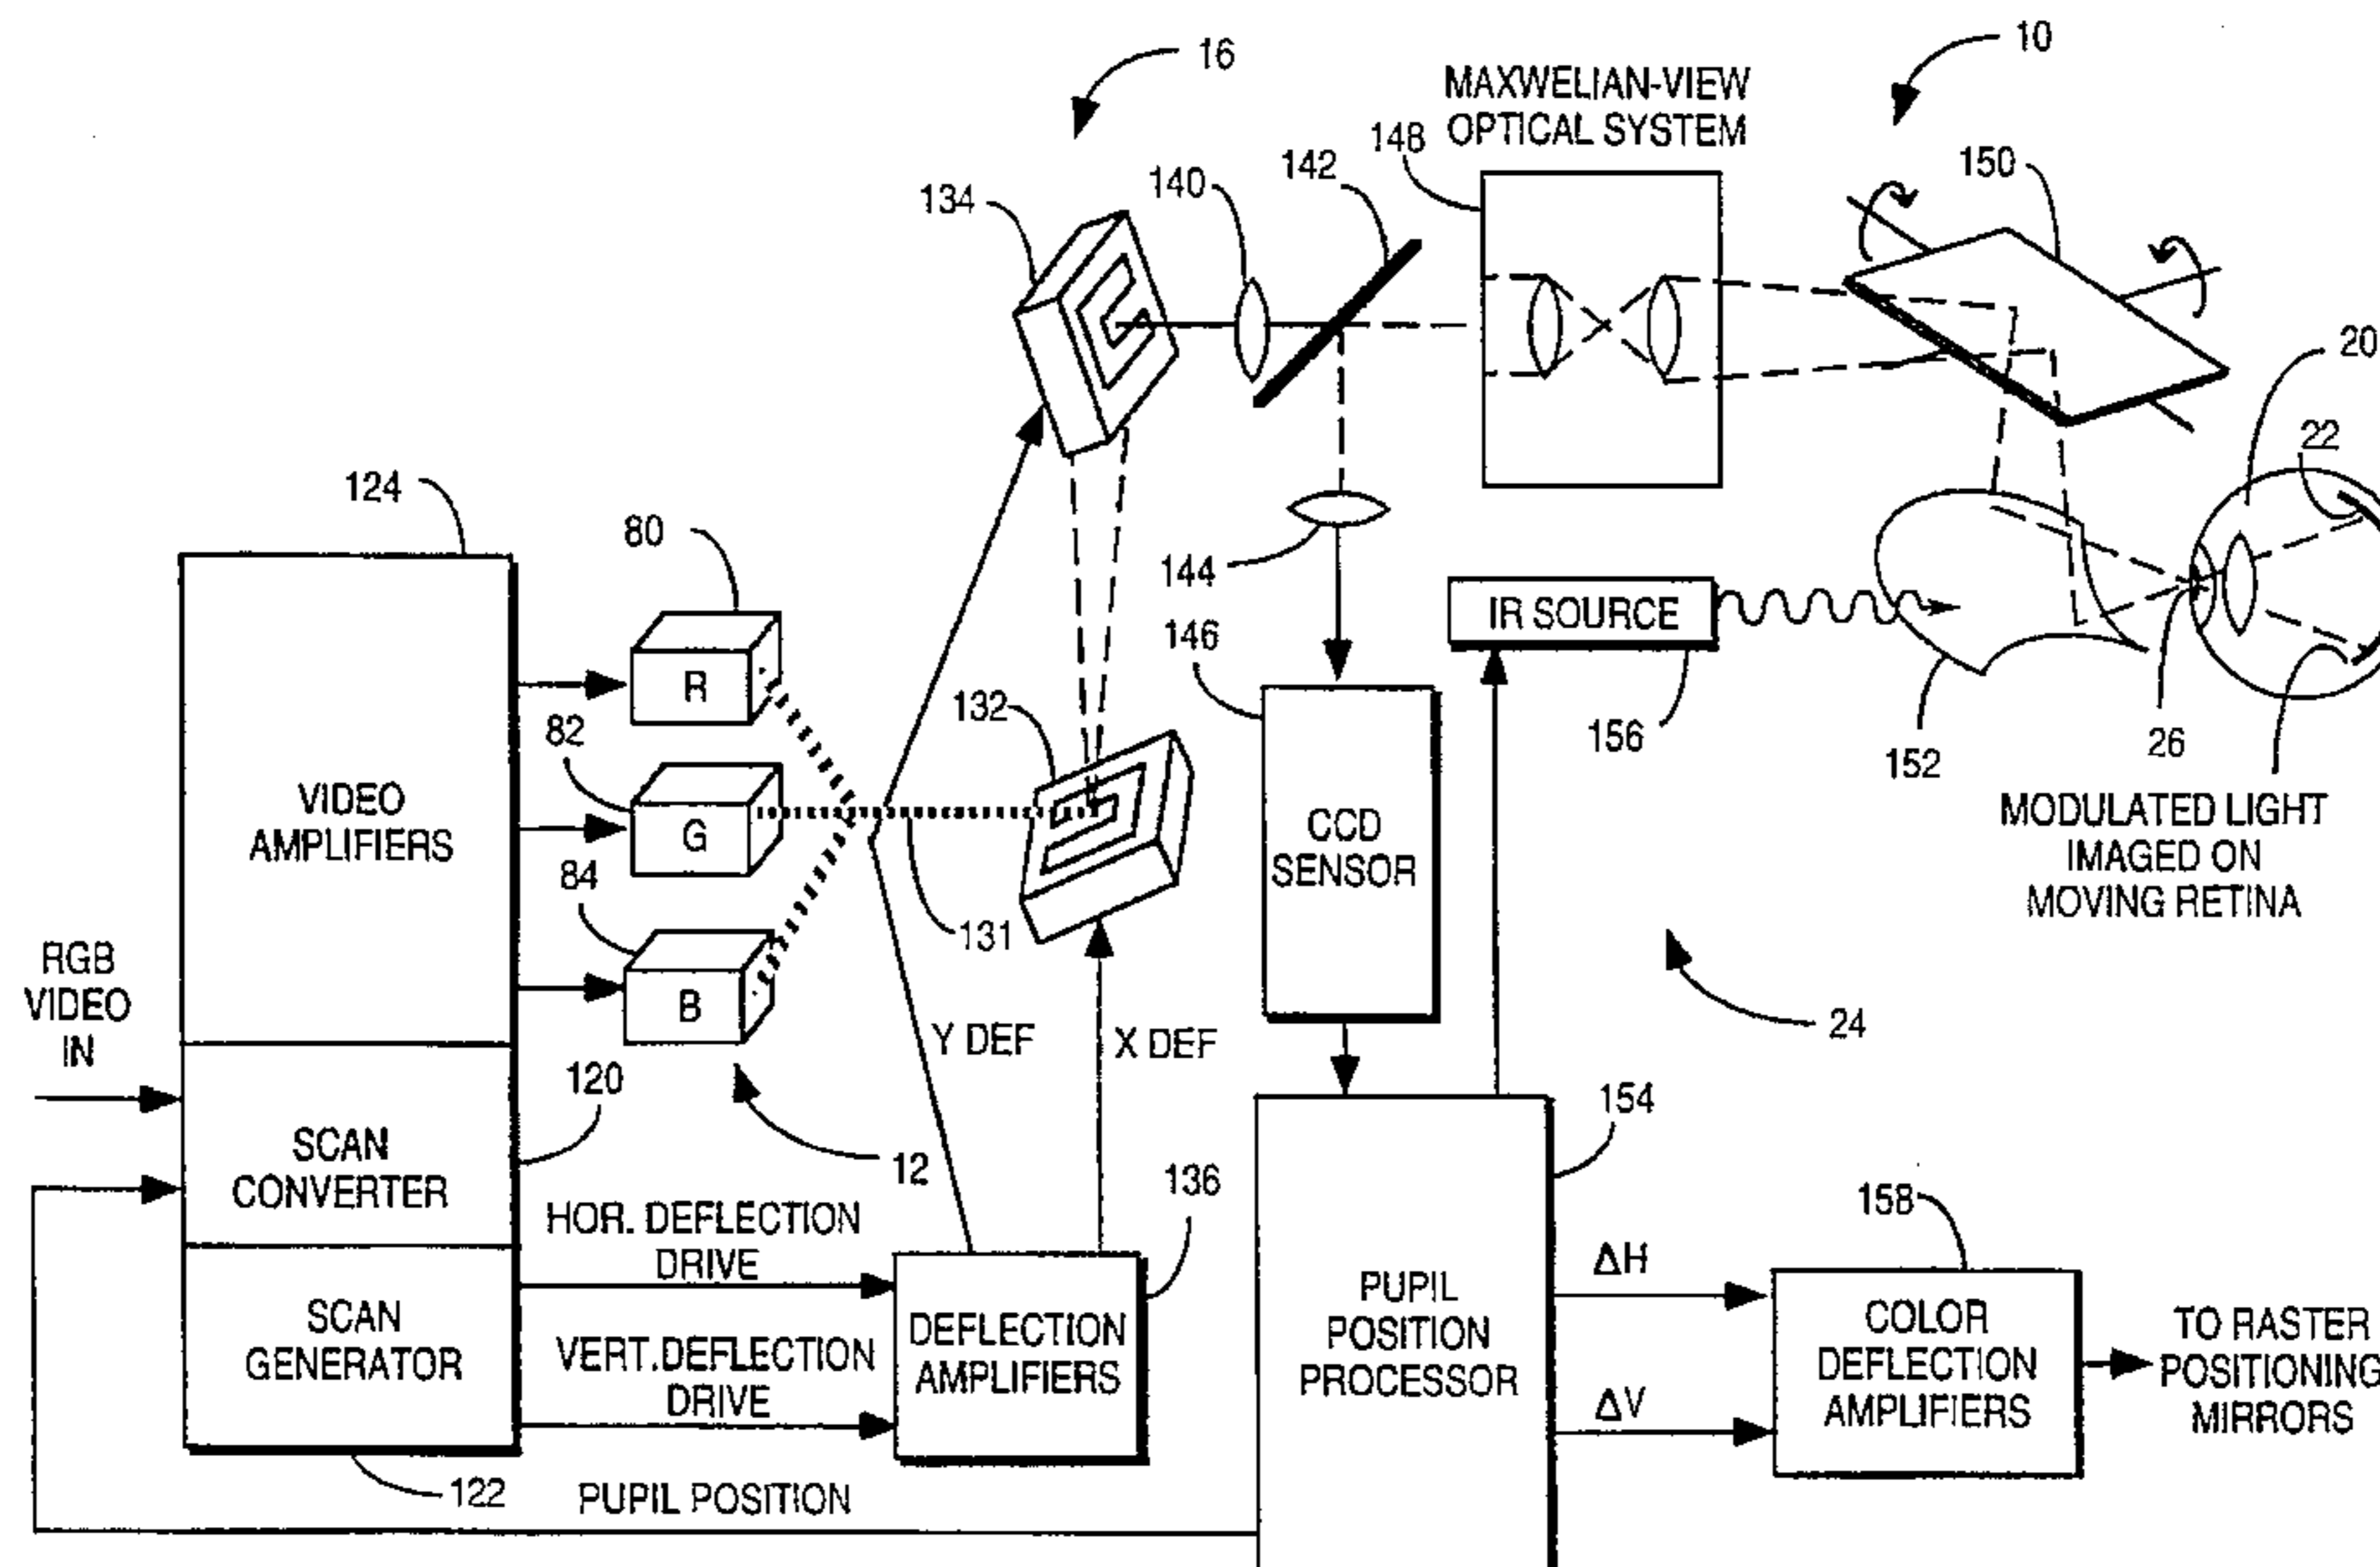 16
10
MAXWELIAN-VIEW
OPTICAL SYSTEM
148
140
142
134
150
20
22
124
80
144
IR SOURCE
146
R
132
156
152
26
82
VIDEO
AMPLIFIERS
G
CCD
SENSOR
MODULATED LIGHT
IMAGED ON
MOVING RETINA
84
131
RGB
VIDEO
IN
B
Y DEF
X DEF
24
120
12
154
SCAN
CONVERTER
136
158
HOR. DEFLECTION
DRIVE
ΔH
SCAN
GENERATOR
VERT.DEFLECTION
DRIVE
DEFLECTION
AMPLIFIERS
PUPIL
POSITION
PROCESSOR
COLOR
DEFLECTION
AMPLIFIERS
TO RASTER
POSITIONING
MIRRORS
ΔV
122
PUPIL POSITION